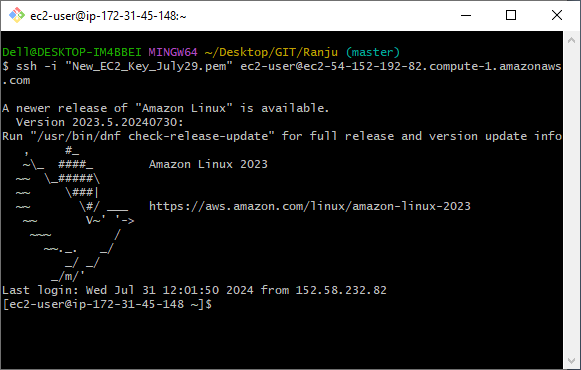 ec2-user@ip-172-31-45-148:~
Dell@DESKTOP-IM4BBEI MINGW64 ~/Desktop/GIT/Ranju (master)
$ ssh -i "New_EC2_Key_July29.pem" ec2-user@ec2-54-152-192-82.compute-1.amazonaws
.com
A newer release of "Amazon Linux" is available.
  Version 2023.5.20240730:
Run "/usr/bin/dnf check-release-update" for full release and version update info
   ,     #_
   ~\_  ####_        Amazon Linux 2023
  ~~  \_#####\
  ~~     \###|
  ~~       \#/ ___   https://aws.amazon.com/linux/amazon-linux-2023
   ~~       V~' '->
    ~~~         /
      ~~._.   _/
         _/ _/
       _/m/'
Last login: Wed Jul 31 12:01:50 2024 from 152.58.232.82
[ec2-user@ip-172-31-45-148 ~]$